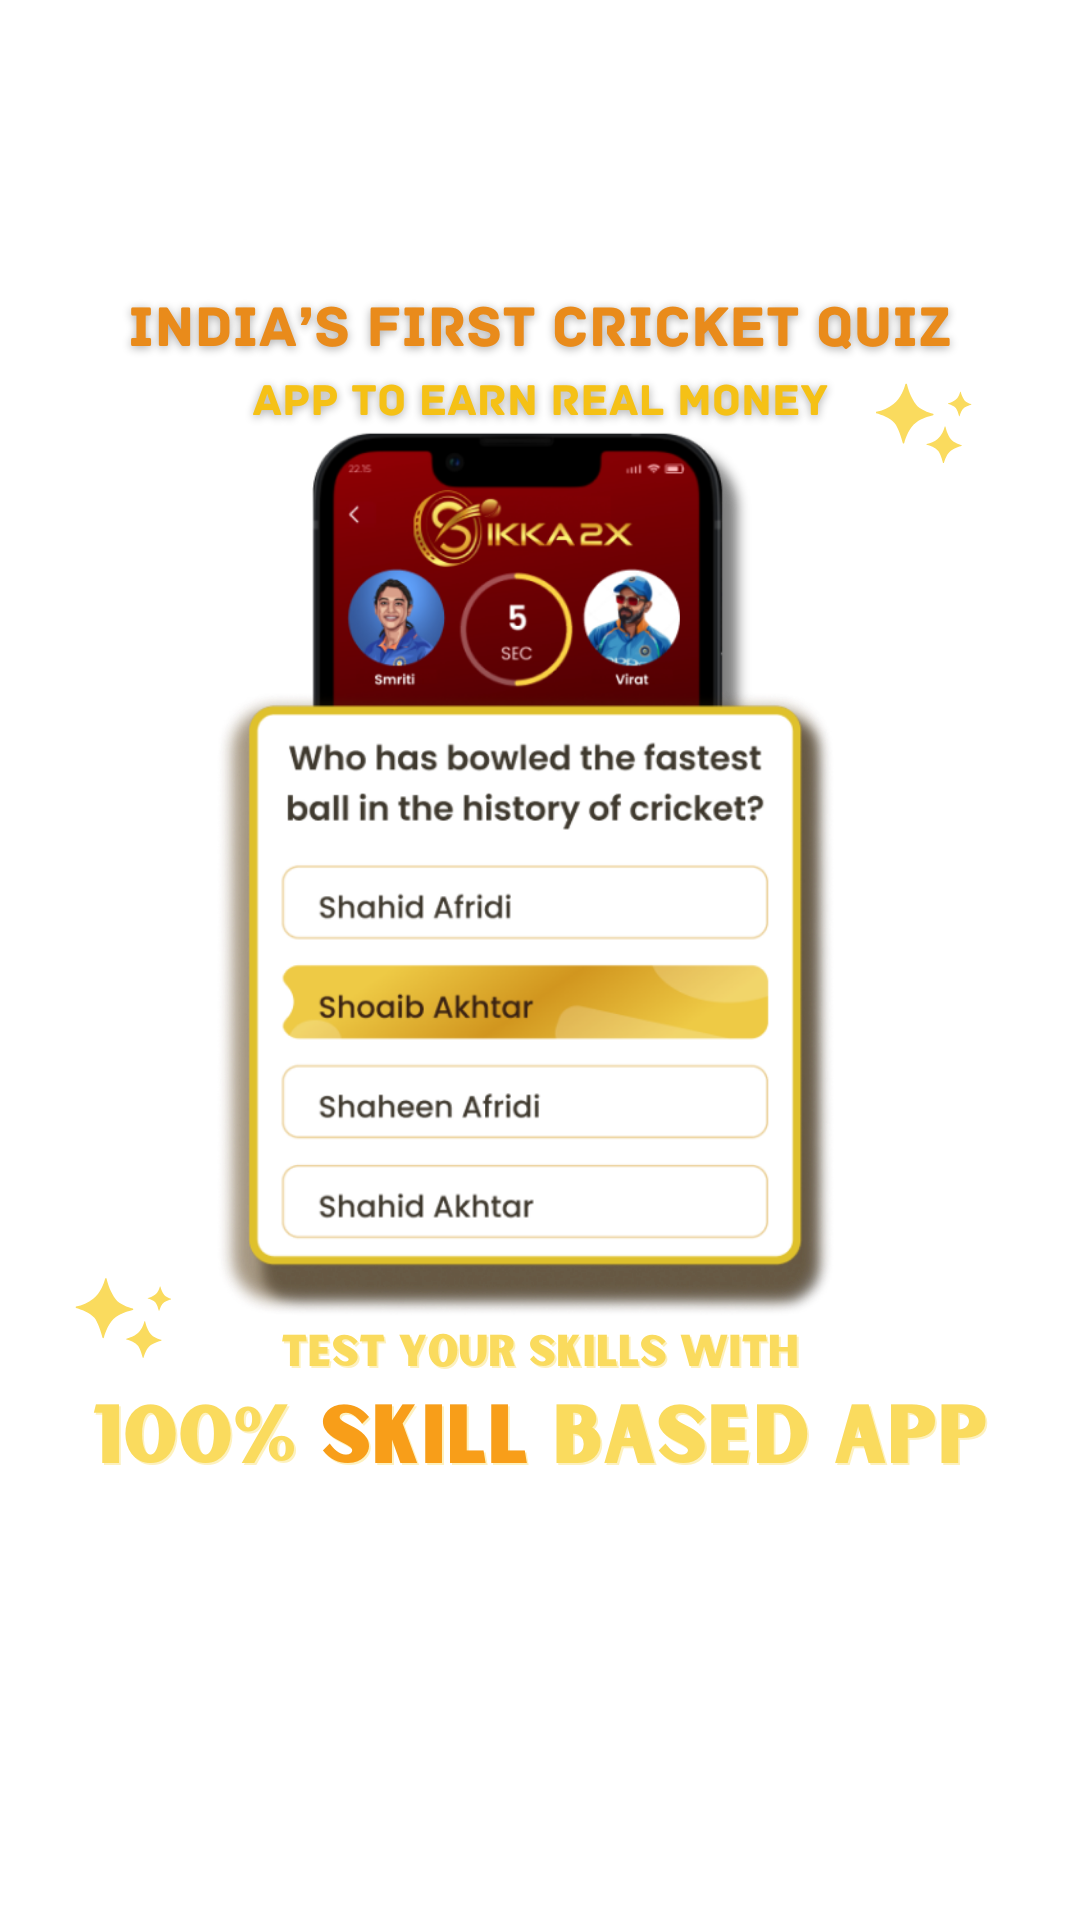 INDIA'S FIRST CRICKET QUIZ
APP TO EARN REAL MONEY
22:15
SIKKA2X
5
SEC
Smriti
Virat
Who has bowled the fastest
ball in the history of cricket?
Shahid Afridi
Shoaib Akhtar
Shaheen Afridi
Shahid Akhtar
TEST YOUR SKILLS WITH
100% SKILL BASED APP